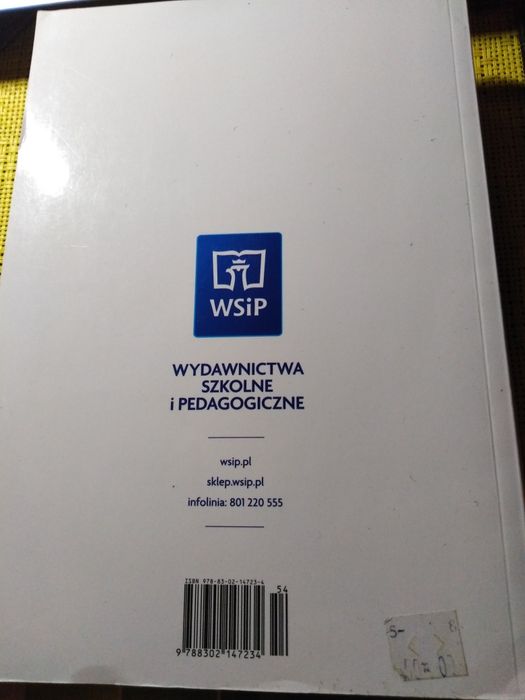 WSiP
WYDAWNICTWA
SZKOLNE
i PEDAGOGICZNE
wsip.pl
sklep.wsip.pl
infolinia: 801 220 555
ISBN 978-83-02-14723-4
54
9 788302 147234
S-